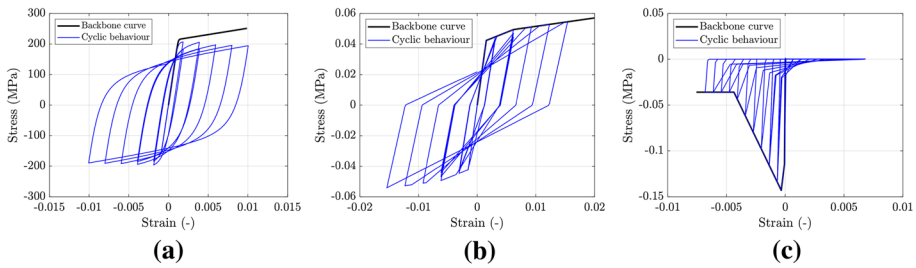 300
200
100
0
-100
-200
-300
-0.015
-0.01
-0.005
0
0.005
0.01
0.015
Stress (MPa)
Strain (-)
Backbone curve
Cyclic behaviour
(a)
0.06
0.04
0.02
0
-0.02
-0.04
-0.06
-0.02
-0.01
0
0.01
0.02
Stress (MPa)
Strain (-)
Backbone curve
Cyclic behaviour
(b)
0.05
0
-0.05
-0.1
-0.15
-0.01
-0.005
0
0.005
0.01
Stress (MPa)
Strain (-)
Backbone curve
Cyclic behaviour
(c)